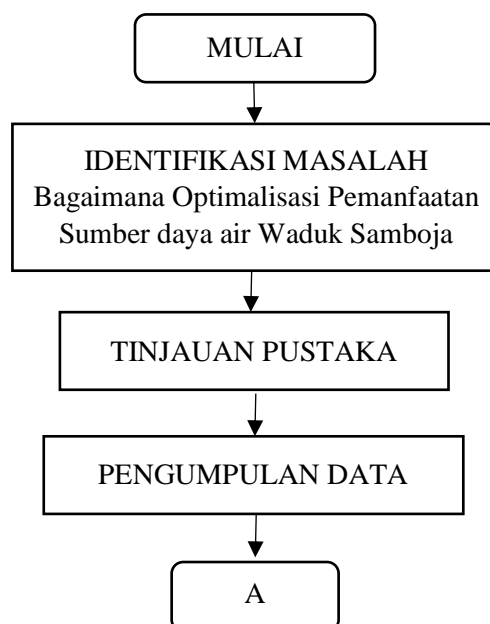 MULAI
IDENTIFIKASI MASALAH
Bagaimana Optimalisasi Pemanfaatan
Sumber daya air Waduk Samboja
TINJAUAN PUSTAKA
PENGUMPULAN DATA
A